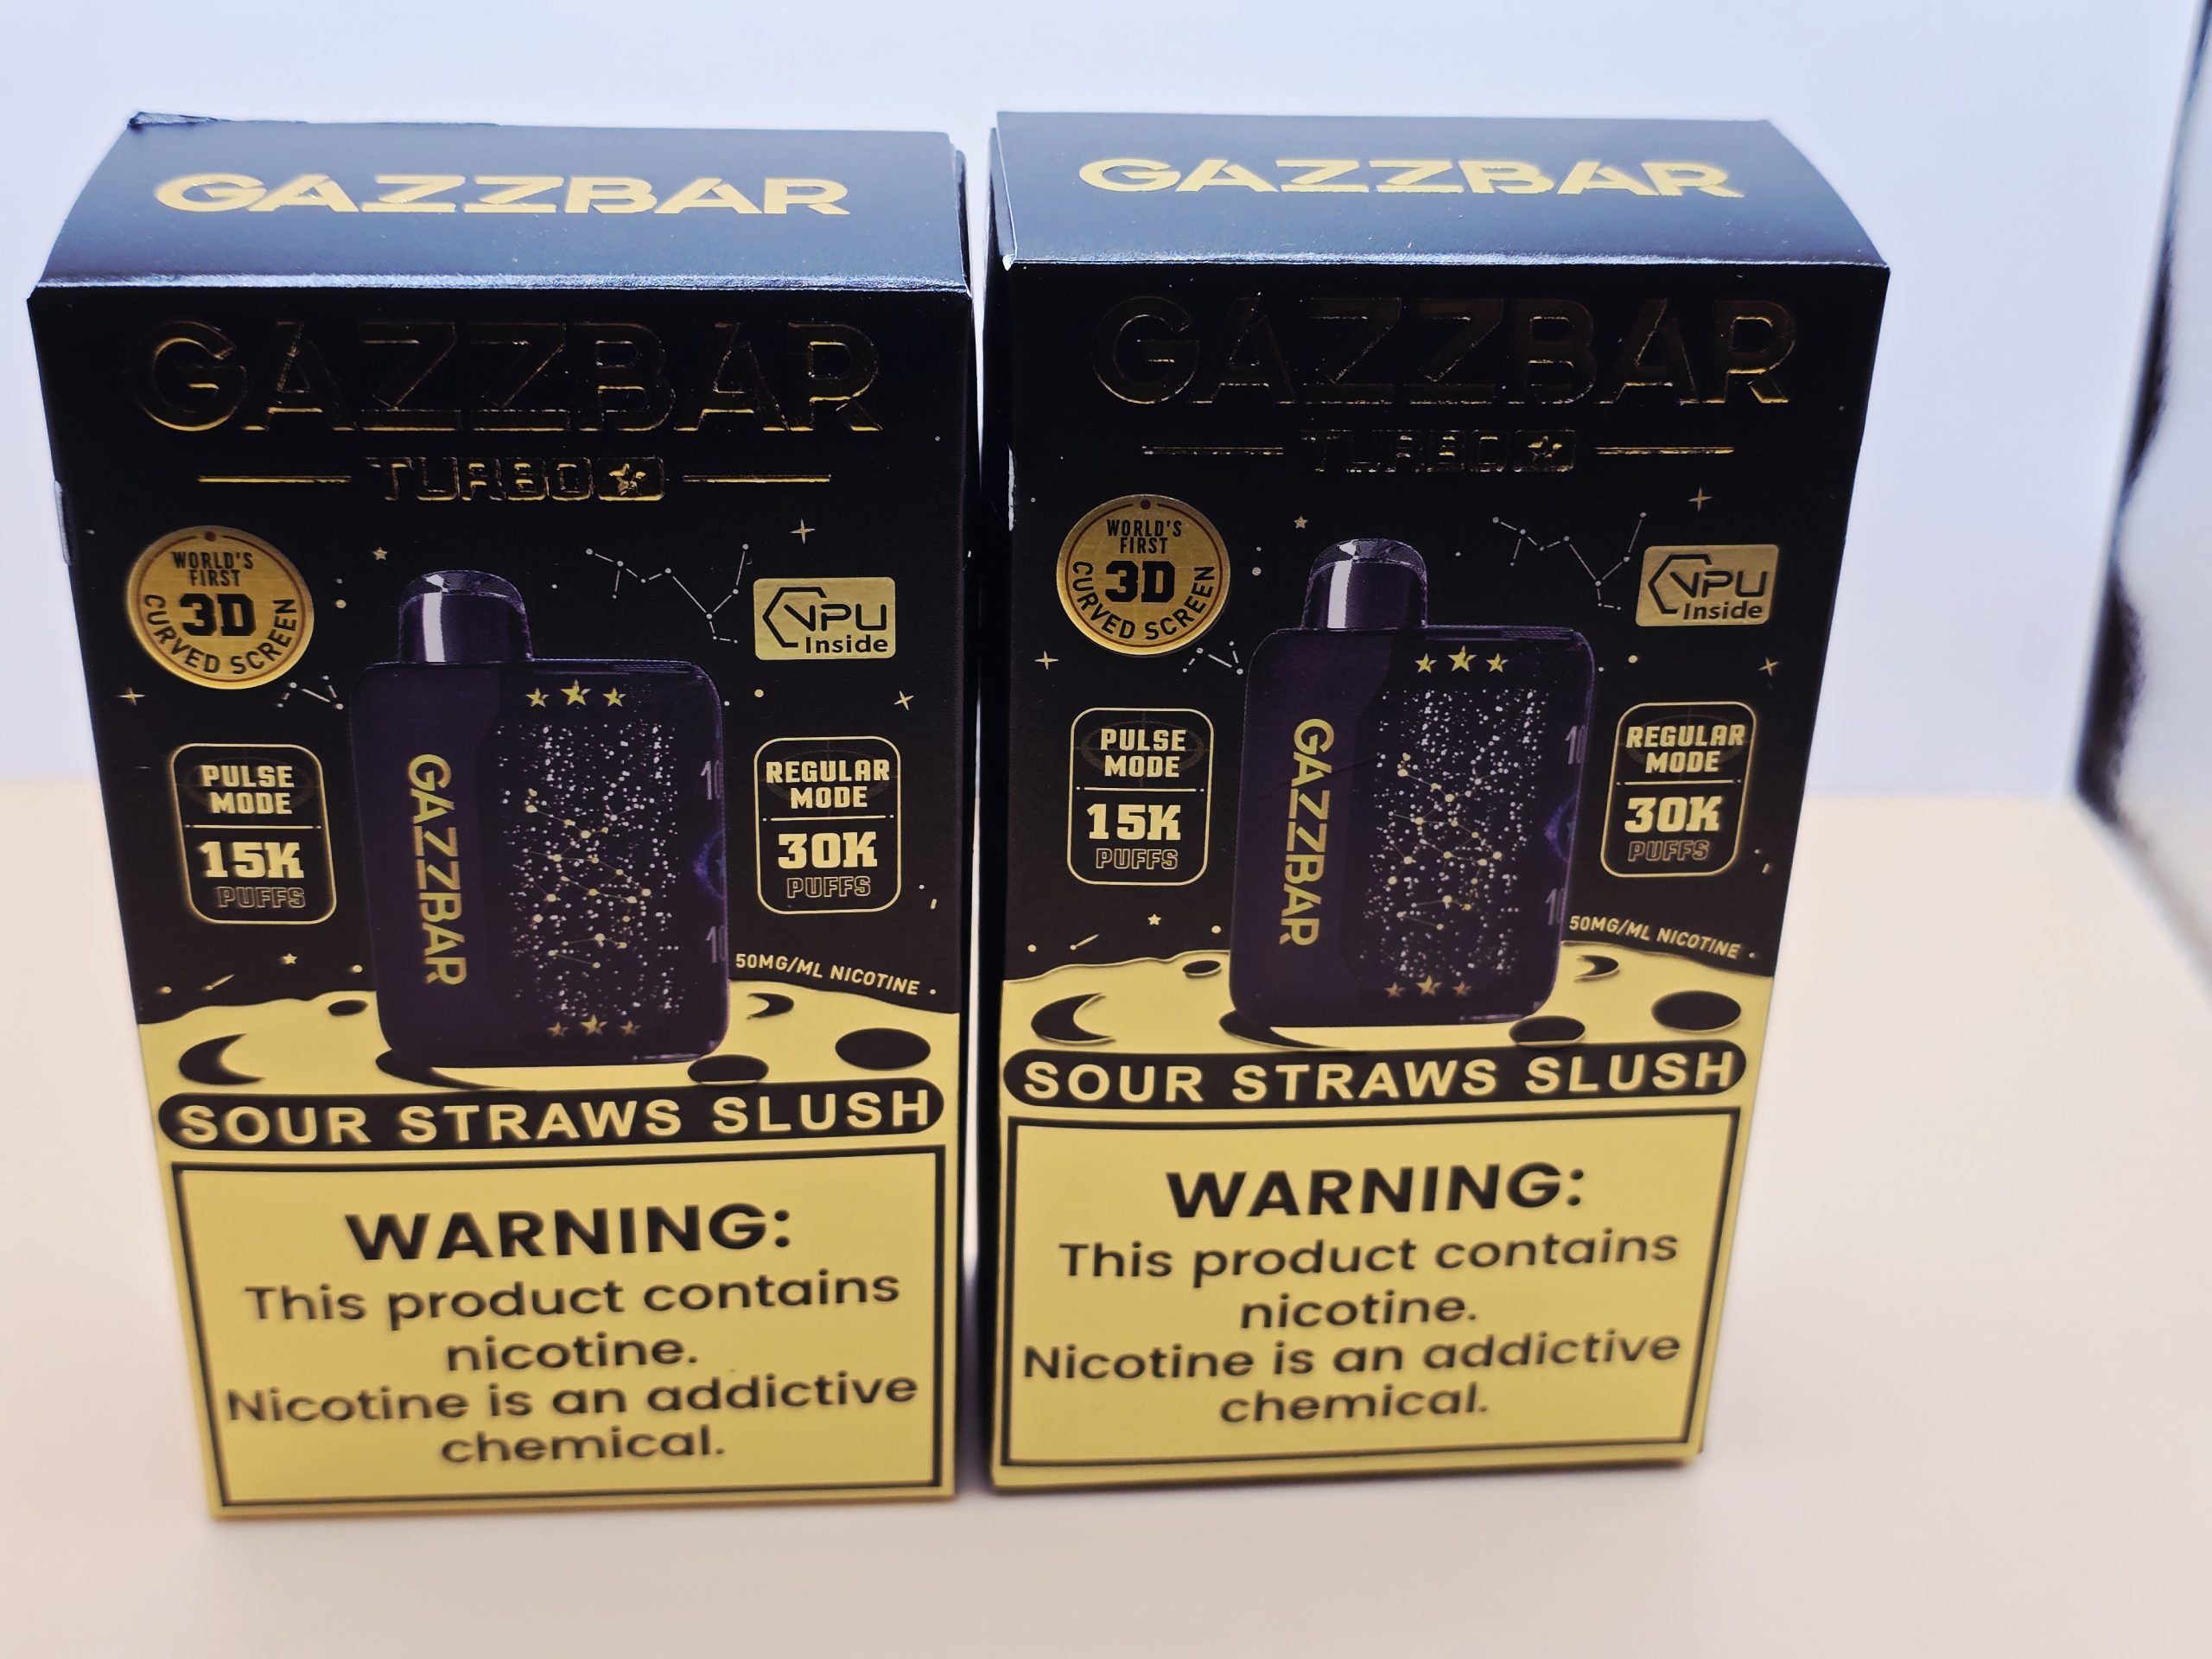 GAZZBAR
GAZZBAR
TURBO
WORLD'S
FIRST
3D
CURVED SCREEN
VPU
Inside
PULSE
MODE
15K
PUFFS
GAZZBAR
REGULAR
MODE
30K
PUFFS
50MG/ML NICOTINE
SOUR STRAWS SLUSH
WARNING:
This product contains
nicotine.
Nicotine is an addictive
chemical.
GAZZBAR
GAZZBAR
TURBO
WORLD'S
FIRST
3D
CURVED SCREEN
VPU
Inside
PULSE
MODE
15K
PUFFS
GAZZBAR
REGULAR
MODE
30K
PUFFS
50MG/ML NICOTINE
SOUR STRAWS SLUSH
WARNING:
This product contains
nicotine.
Nicotine is an addictive
chemical.